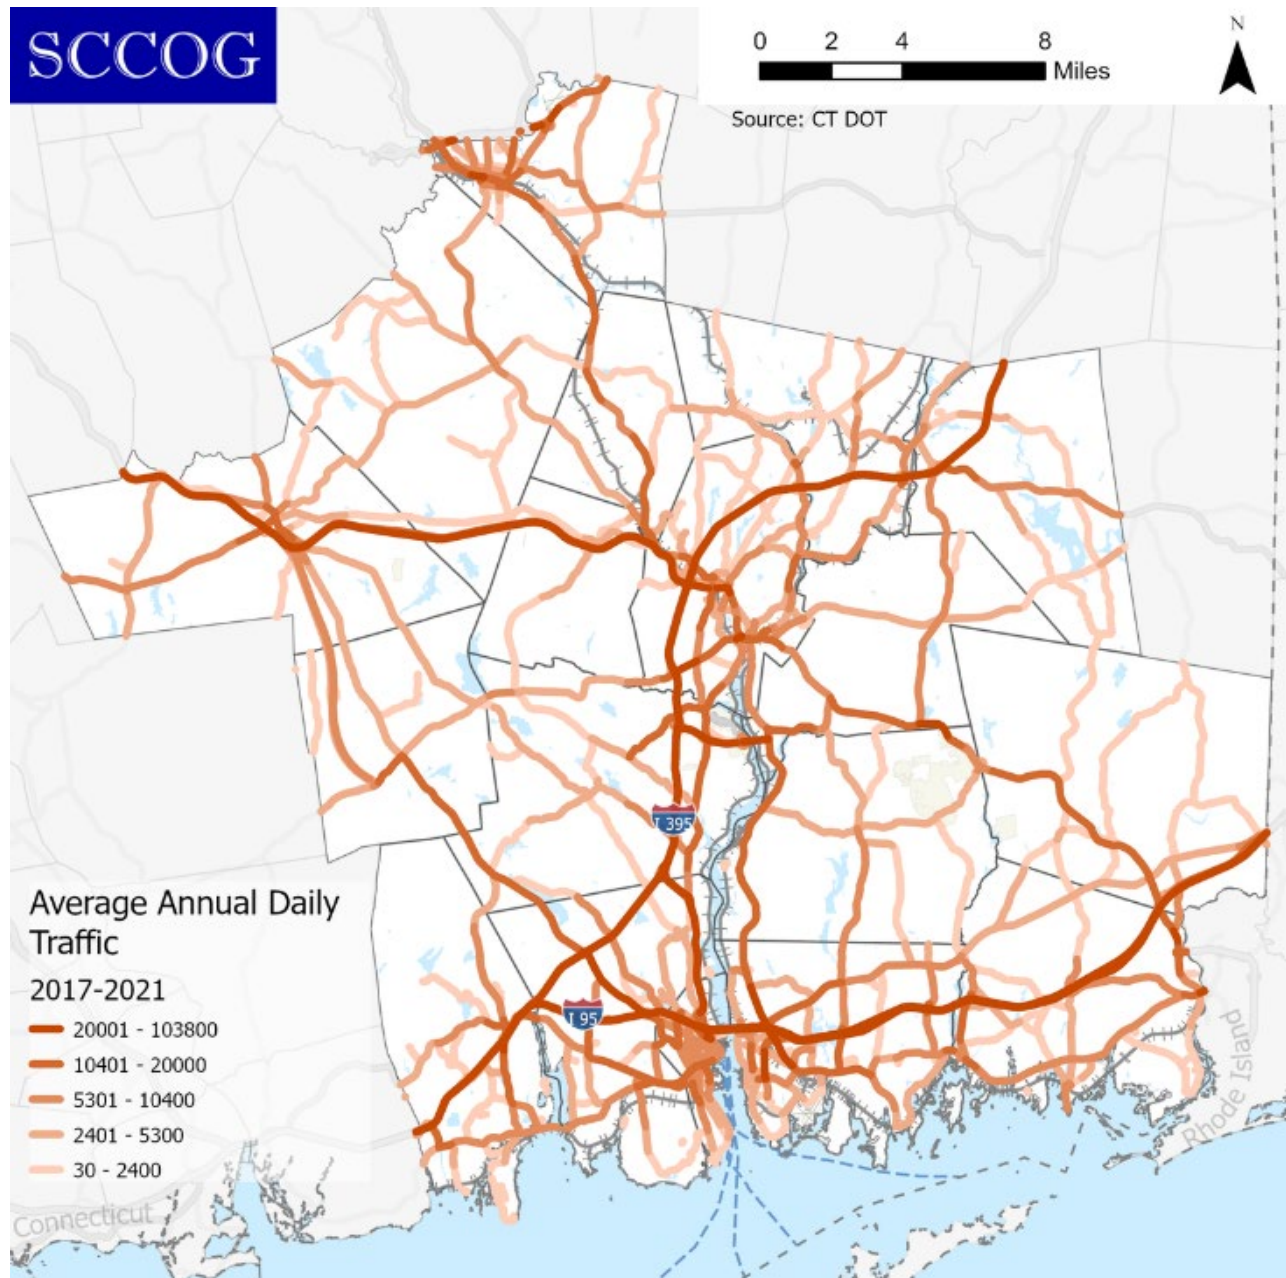 SCCOG
0 2 4 8
Miles
N
Source: CT DOT
I 395
I 95
Average Annual Daily
Traffic
2017-2021
20001 - 103800
10401 - 20000
5301 - 10400
2401 - 5300
30 - 2400
Connecticut
Rhode Island